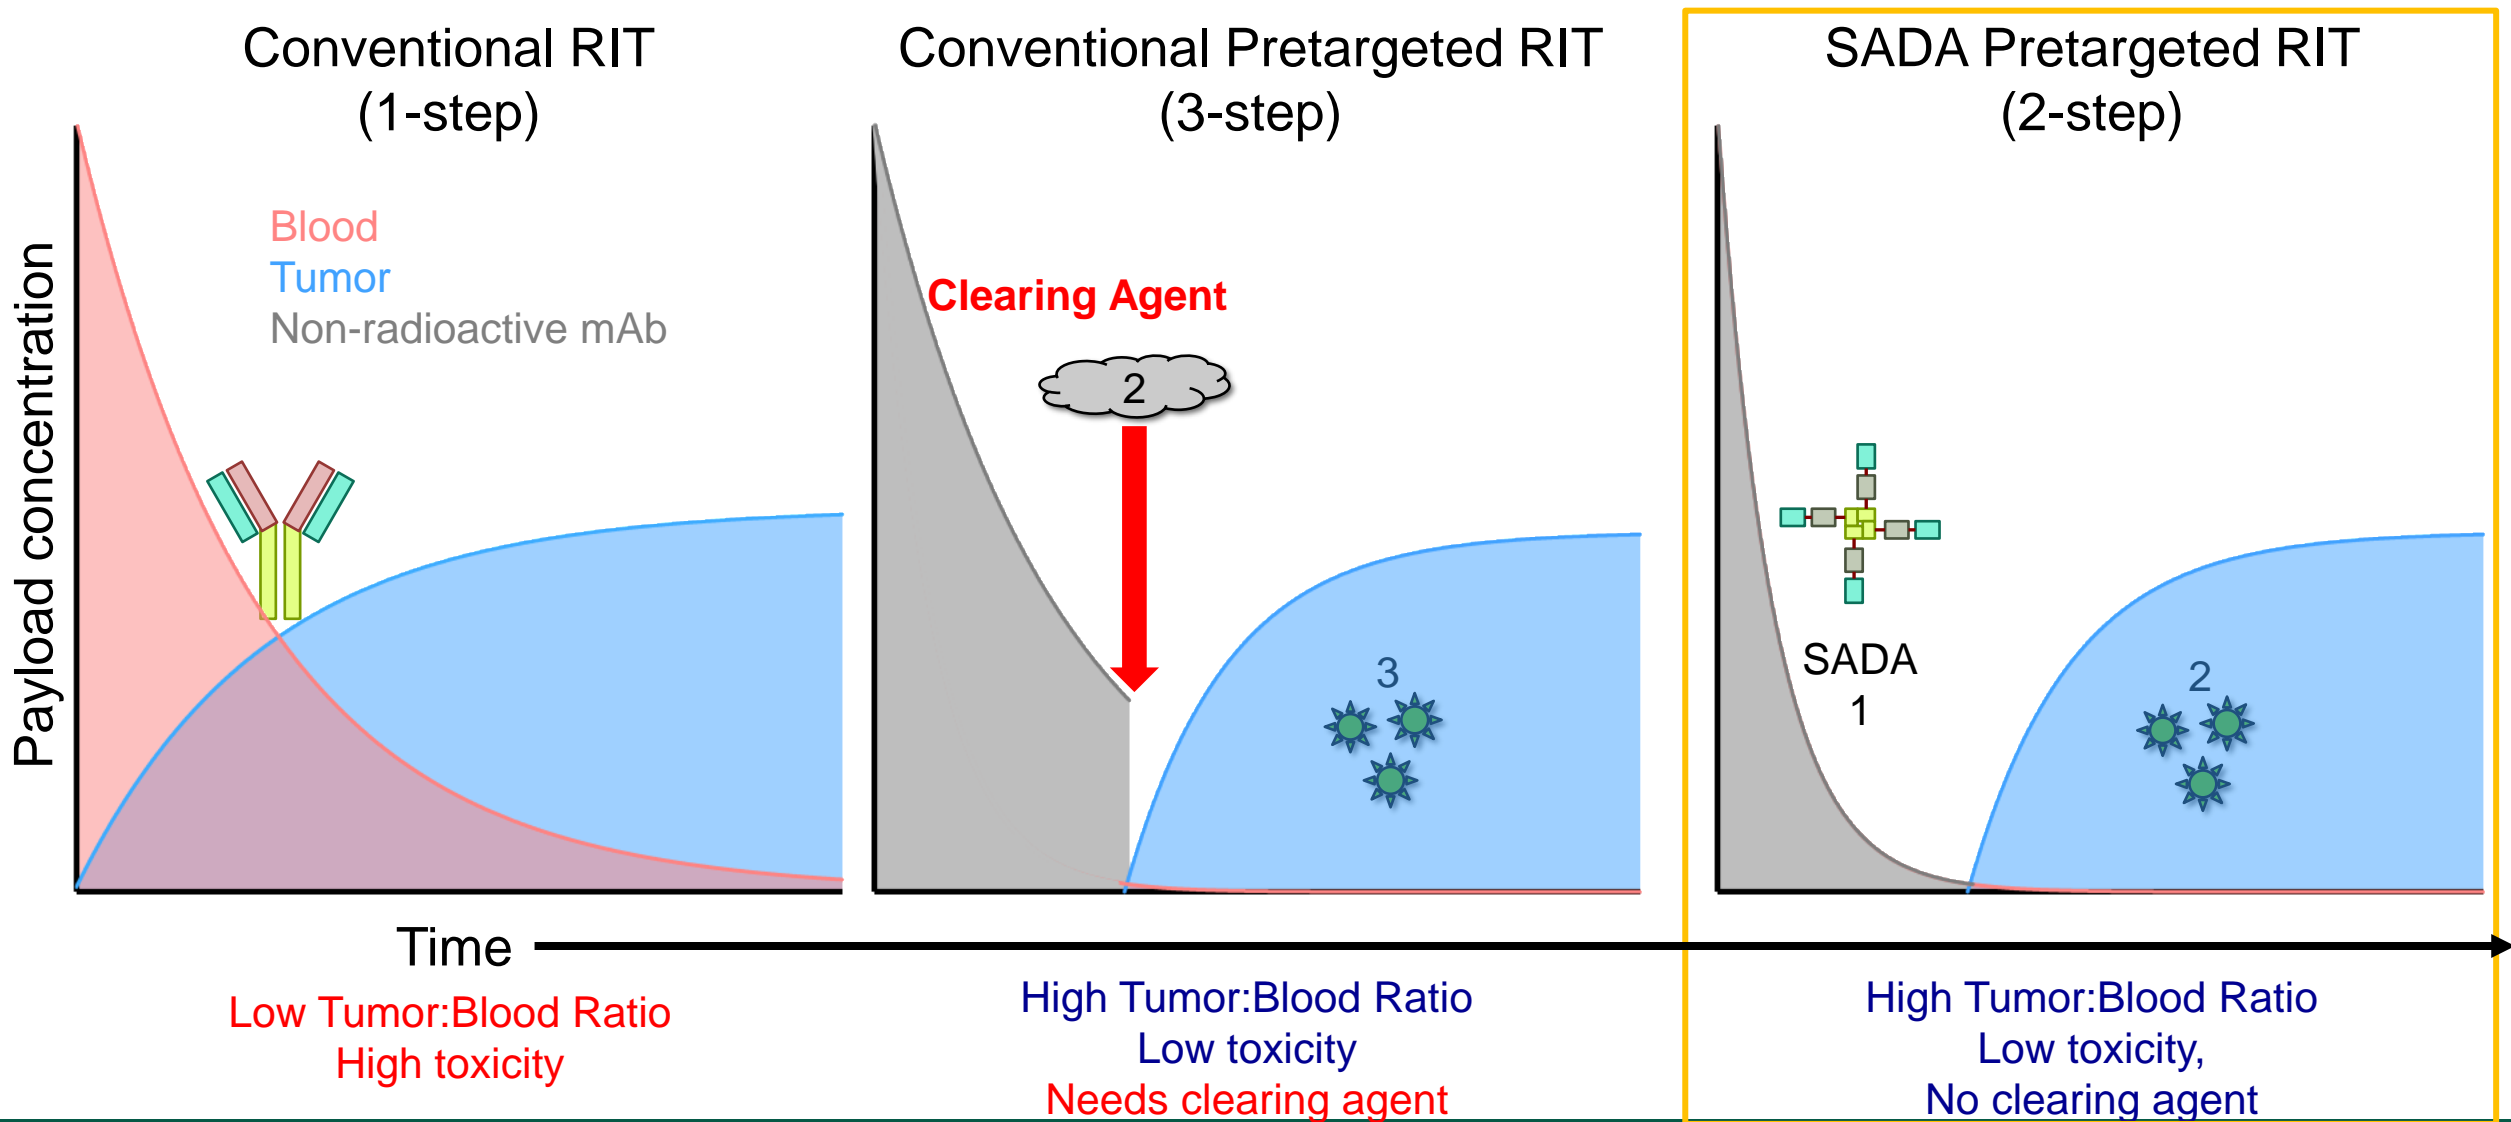 Conventional RIT
(1-step)
Conventional Pretargeted RIT
(3-step)
SADA Pretargeted RIT
(2-step)
Payload concentration
Blood
Tumor
Non-radioactive mAb
Clearing Agent
2
3
SADA
1
2
Time
Low Tumor:Blood Ratio
High toxicity
High Tumor:Blood Ratio
Low toxicity
Needs clearing agent
High Tumor:Blood Ratio
Low toxicity,
No clearing agent